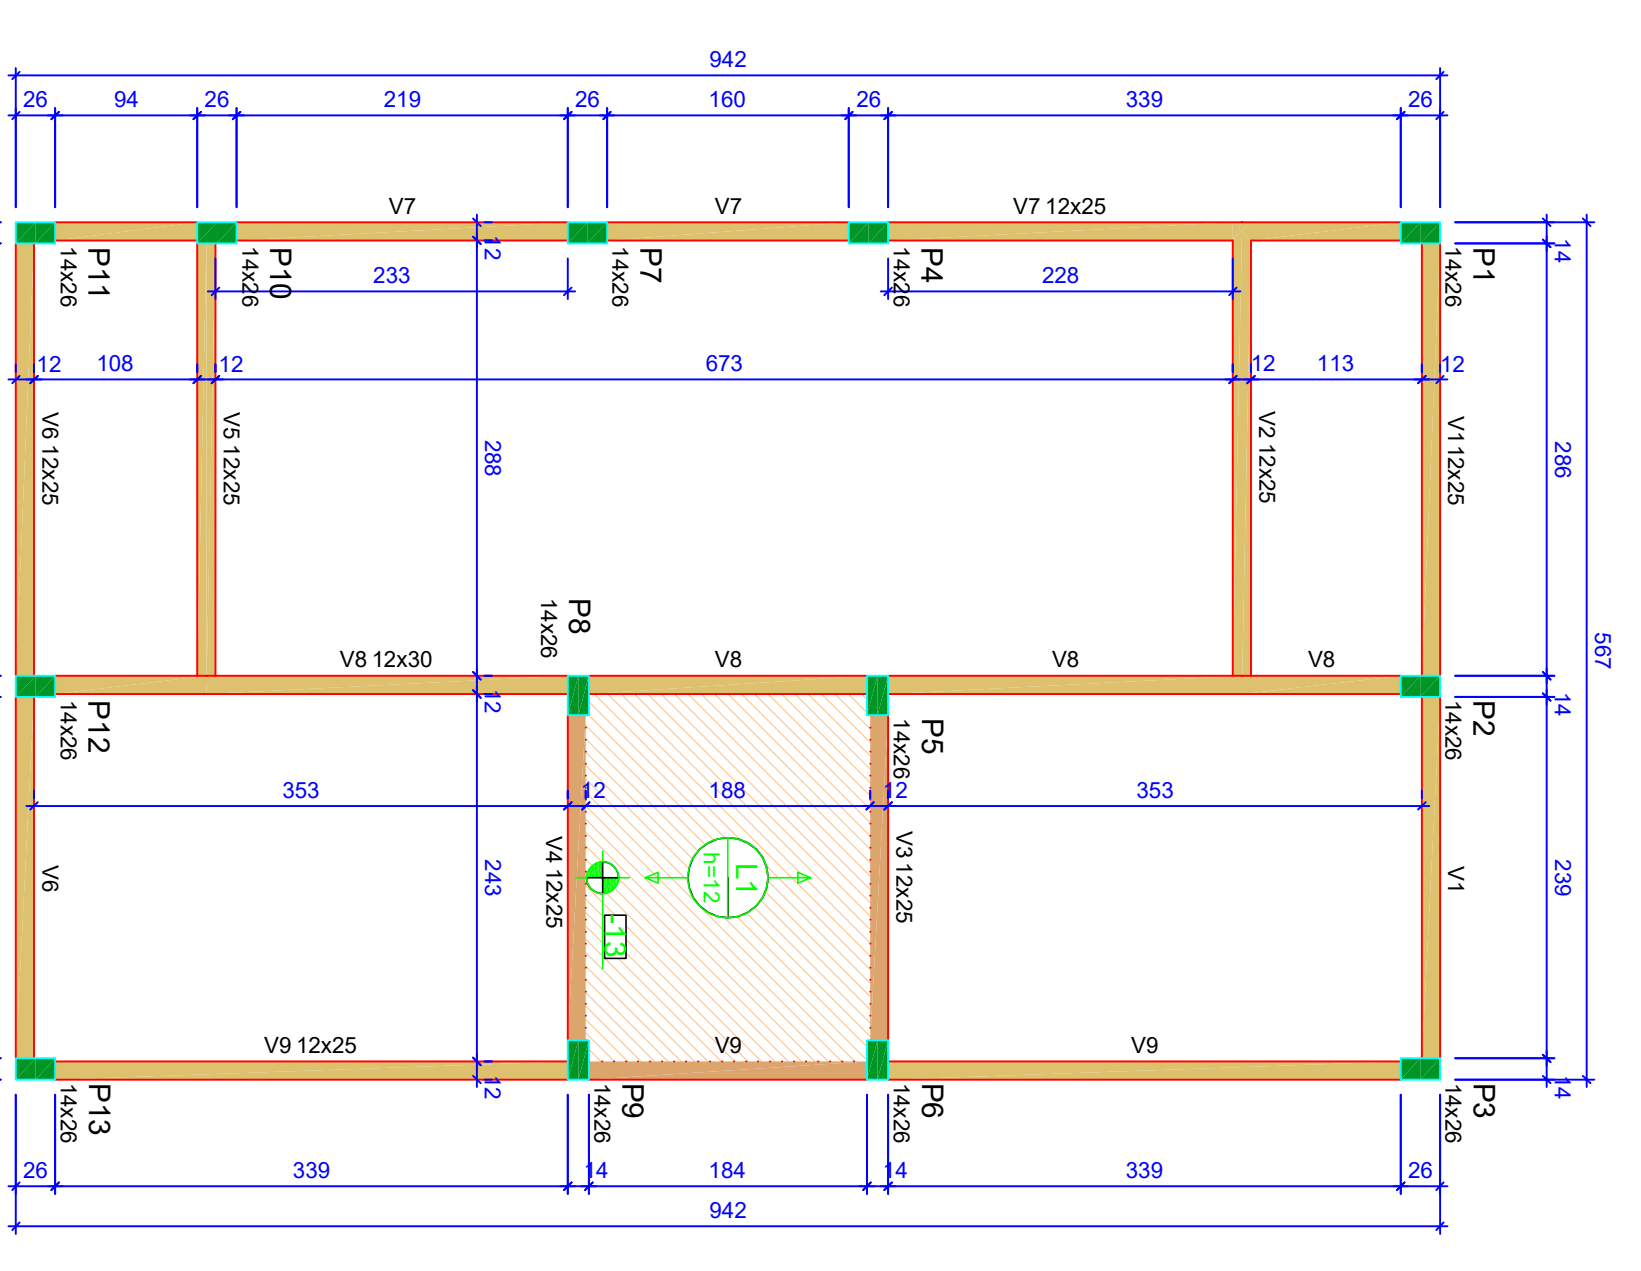 942
26 94 26 219 26 160 26 339 26
V7 V7 V7 12x25
12 14
P11 P10 P7 P4 P1
14x26 14x26 14x26 14x26 14x26
233 228
12 108 12 673 12 113 12
V6 12x25 V5 12x25 288 V2 12x25 V1 12x25 286
P8
14x26
567
V8 12x30 V8 V8 V8
12 14
P12 P5 P2
14x26 14x26 14x26
353 12 188 12 353
V6 243 V4 12x25 L1 V3 12x25 V1 239
h=12
-13
V9 12x25 V9 V9
12 14
P13 P9 P6 P3
14x26 14x26 14x26 14x26
26 339 14 184 14 339 26
942